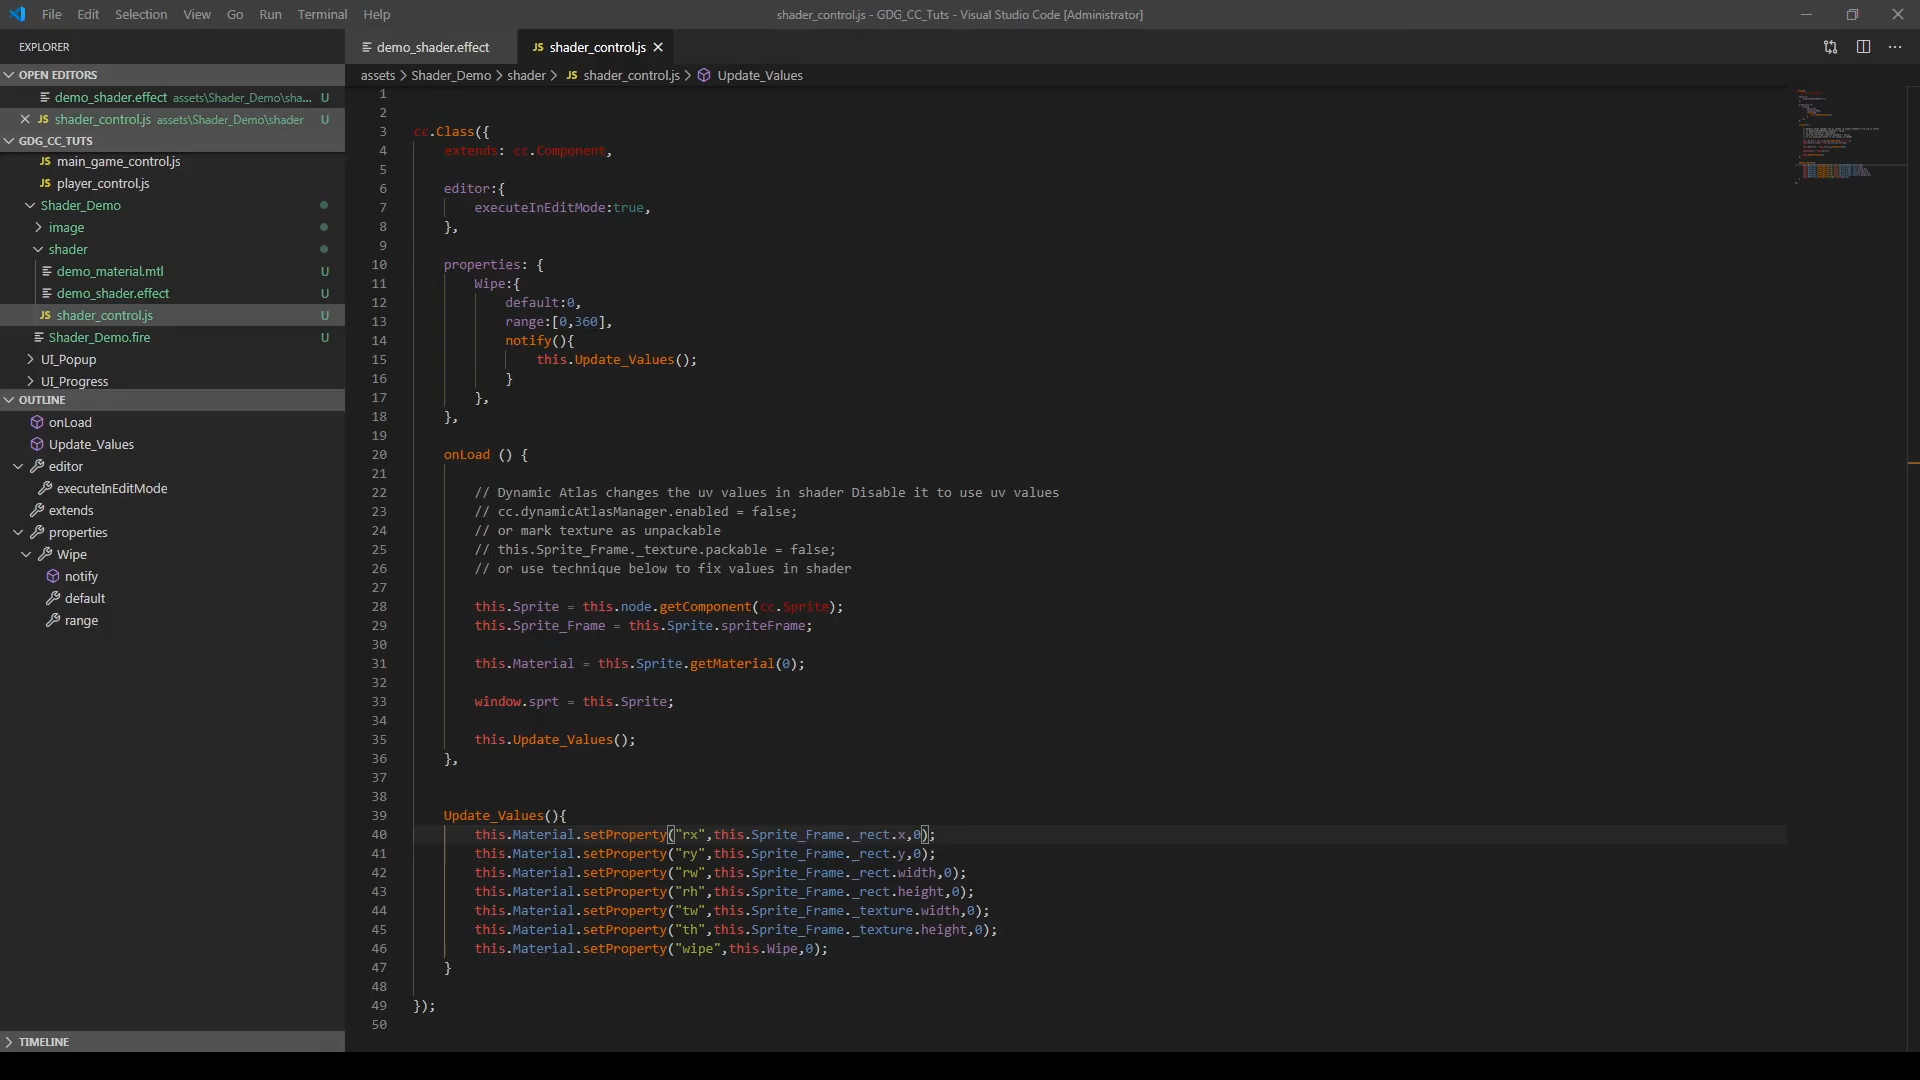 File Edit Selection View Go Run Terminal Help
shader_control.js - GDG_CC_Tuts - Visual Studio Code [Administrator]
EXPLORER
OPEN EDITORS
demo_shader.effect assets\Shader_Demo\sha... U
JS shader_control.js assets\Shader_Demo\shader U
GDG_CC_TUTS
JS main_game_control.js
JS player_control.js
Shader_Demo
image
shader
demo_material.mtl U
demo_shader.effect U
JS shader_control.js U
Shader_Demo.fire U
UI_Popup
UI_Progress
OUTLINE
onLoad
Update_Values
editor
executeInEditMode
extends
properties
Wipe
notify
default
range
TIMELINE
demo_shader.effect
JS shader_control.js
assets > Shader_Demo > shader > JS shader_control.js > Update_Values
1
2
3 cc.Class({
4 extends: cc.Component,
5
6 editor:{
7 executeInEditMode:true,
8 },
9
10 properties: {
11 Wipe:{
12 default:0,
13 range:[0,360],
14 notify(){
15 this.Update_Values();
16 }
17 },
18 },
19
20 onLoad () {
21
22 // Dynamic Atlas changes the uv values in shader Disable it to use uv values
23 // cc.dynamicAtlasManager.enabled = false;
24 // or mark texture as unpackable
25 // this.Sprite_Frame._texture.packable = false;
26 // or use technique below to fix values in shader
27
28 this.Sprite = this.node.getComponent(cc.Sprite);
29 this.Sprite_Frame = this.Sprite.spriteFrame;
30
31 this.Material = this.Sprite.getMaterial(0);
32
33 window.sprt = this.Sprite;
34
35 this.Update_Values();
36 },
37
38
39 Update_Values(){
40 this.Material.setProperty("rx",this.Sprite_Frame._rect.x,0);
41 this.Material.setProperty("ry",this.Sprite_Frame._rect.y,0);
42 this.Material.setProperty("rw",this.Sprite_Frame._rect.width,0);
43 this.Material.setProperty("rh",this.Sprite_Frame._rect.height,0);
44 this.Material.setProperty("tw",this.Sprite_Frame._texture.width,0);
45 this.Material.setProperty("th",this.Sprite_Frame._texture.height,0);
46 this.Material.setProperty("wipe",this.Wipe,0);
47 }
48
49 });
50